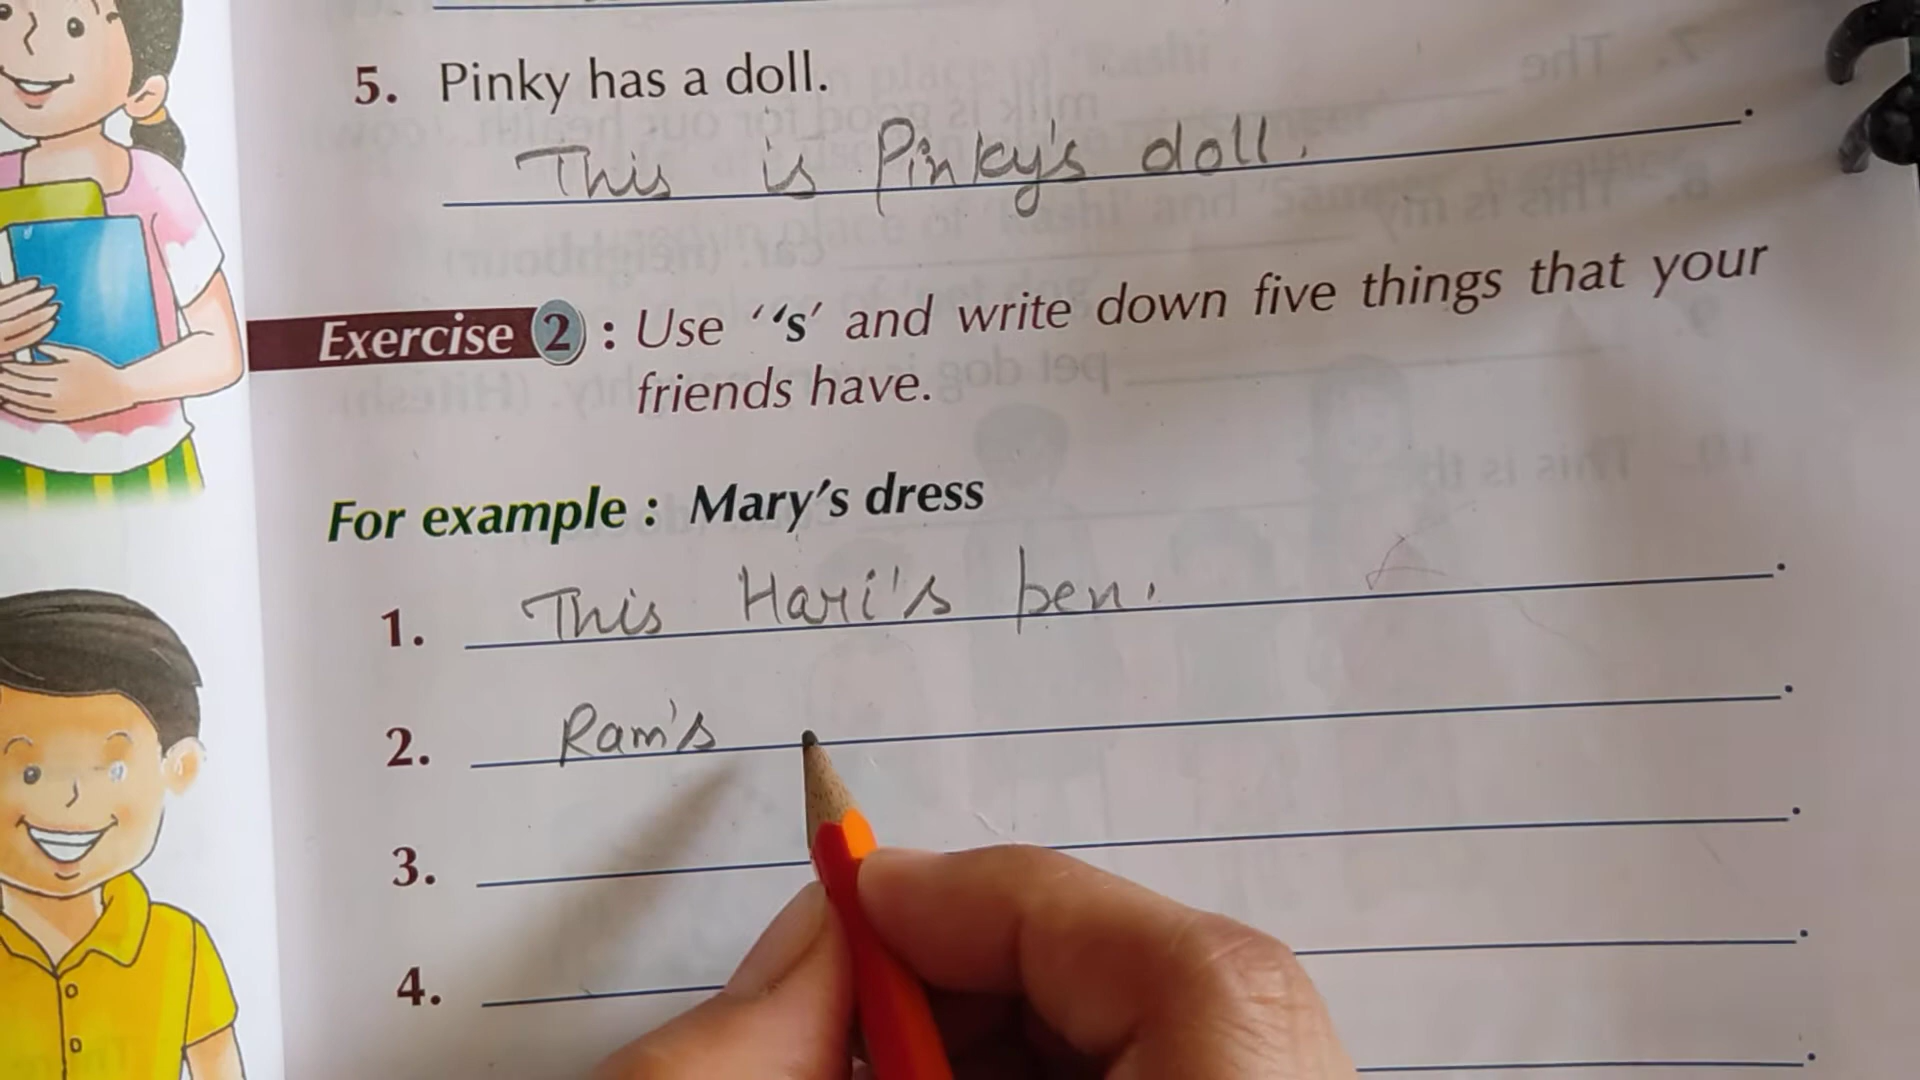 5. Pinky has a doll.
This is Pinky's doll.
Exercise 2 : Use ‘‘s’ and write down five things that your
friends have.
For example : Mary’s dress
1. This Hari's pen.
2. Ram's
3.
4.